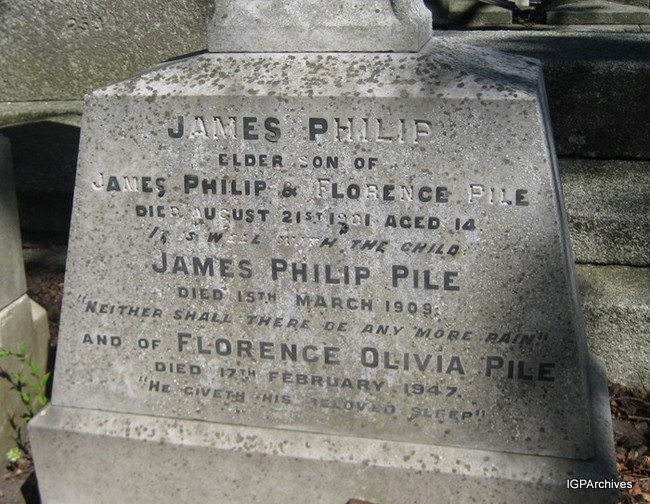 JAMES PHILIP
ELDER SON OF
JAMES PHILIP & FLORENCE PILE
DIED AUGUST 21ST 1891 AGED 14.
IT IS WELL WITH THE CHILD.
JAMES PHILIP PILE
DIED 15TH MARCH 1909.
"NEITHER SHALL THERE BE ANY MORE PAIN"
AND OF FLORENCE OLIVIA PILE
DIED 17TH FEBRUARY 1947.
"HE GIVETH HIS BELOVED SLEEP"
IGPArchives